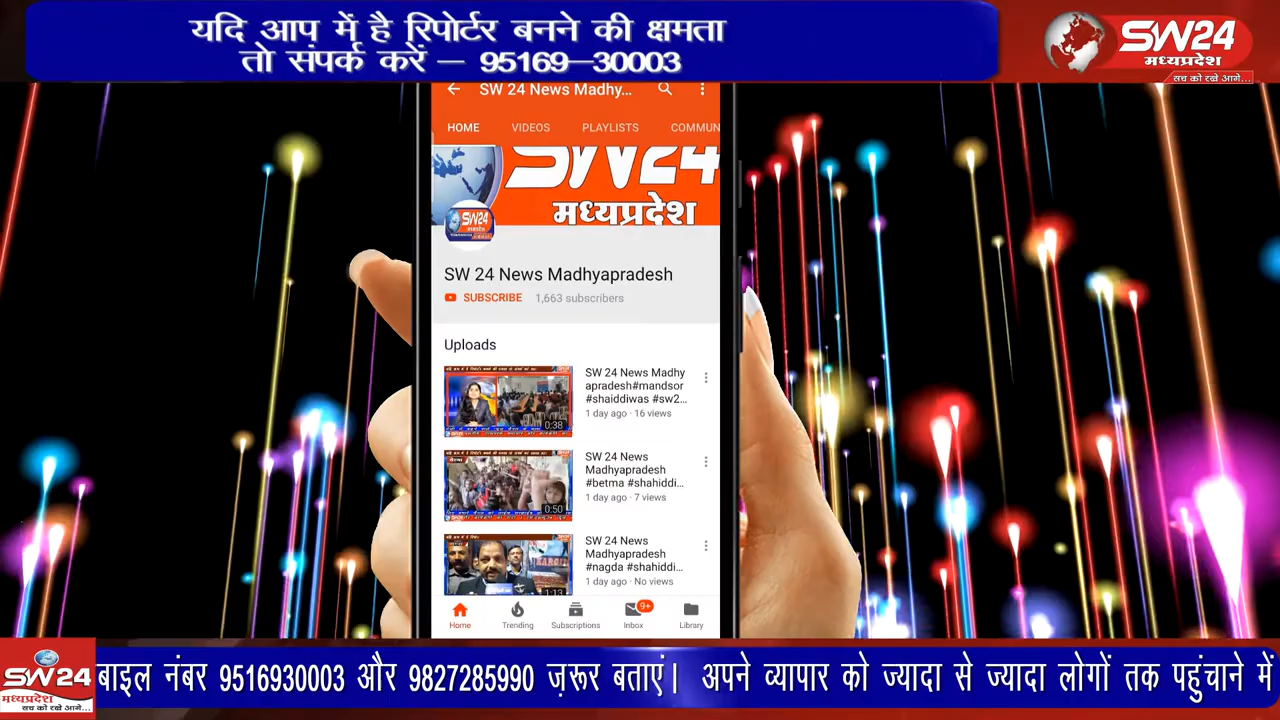 यदि आप में है रिपोर्टर बनने की क्षमता
तो संपर्क करें – 95169–30003
SW24
मध्यप्रदेश
सच को रखे आगे...
SW 24 News Madhy...
HOME VIDEOS PLAYLISTS COMMUN
SW24
मध्यप्रदेश
SW24
SW 24 News Madhyapradesh
SUBSCRIBE 1,663 subscribers
Uploads
SW 24 News Madhy
apradesh#mandsor
#shaiddiwas #sw2...
1 day ago · 16 views
0:38
SW 24 News
Madhyapradesh
#betma #shahiddi...
1 day ago · 7 views
0:50
SW 24 News
Madhyapradesh
#nagda #shahiddi...
1 day ago · No views
1:13
9+
Home Trending Subscriptions Inbox Library
SW24
मध्यप्रदेश
सच को रखे आगे...
बाइल नंबर 9516930003 और 9827285990 ज़रूर बताएं। अपने व्यापार को ज्यादा से ज्यादा लोगों तक पहुंचाने में